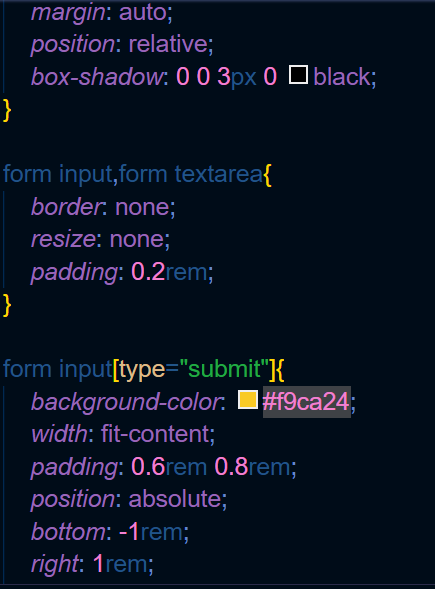 margin: auto;
position: relative;
box-shadow: 0 0 3px 0 black;
}
form input,form textarea{
border: none;
resize: none;
padding: 0.2rem;
}
form input[type="submit"]{
background-color: #f9ca24;
width: fit-content;
padding: 0.6rem 0.8rem;
position: absolute;
bottom: -1rem;
right: 1rem;